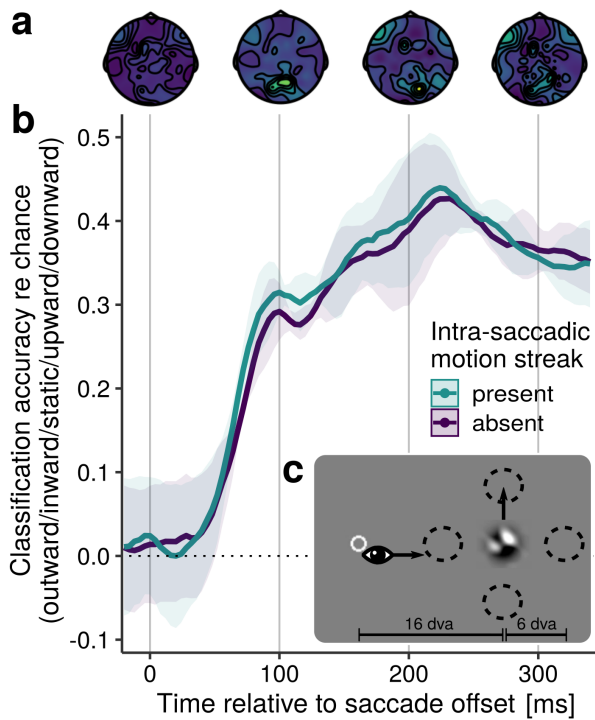 a
b
Classification accuracy re chance
(outward/inward/static/upward/downward)
0.5
0.4
0.3
0.2
0.1
0.0
-0.1
Intra-saccadic
motion streak
present
absent
c
16 dva
6 dva
0
100
200
300
Time relative to saccade offset [ms]